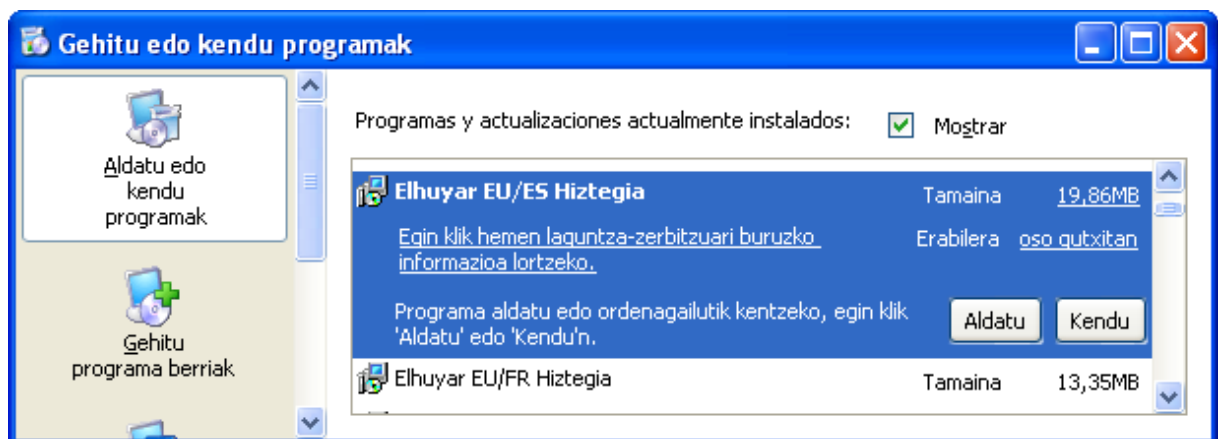 Gehitu edo kendu programak
Aldatu edo
kendu
programak
Gehitu
programa berriak
Programas y actualizaciones actualmente instalados:
Mostrar
Elhuyar EU/ES Hiztegia
Tamaina 19,86MB
Egin klik hemen laguntza-zerbitzuari buruzko
informazioa lortzeko.
Erabilera oso gutxitan
Programa aldatu edo ordenagailutik kentzeko, egin klik
'Aldatu' edo 'Kendu'n.
Aldatu
Kendu
Elhuyar EU/FR Hiztegia
Tamaina 13,35MB